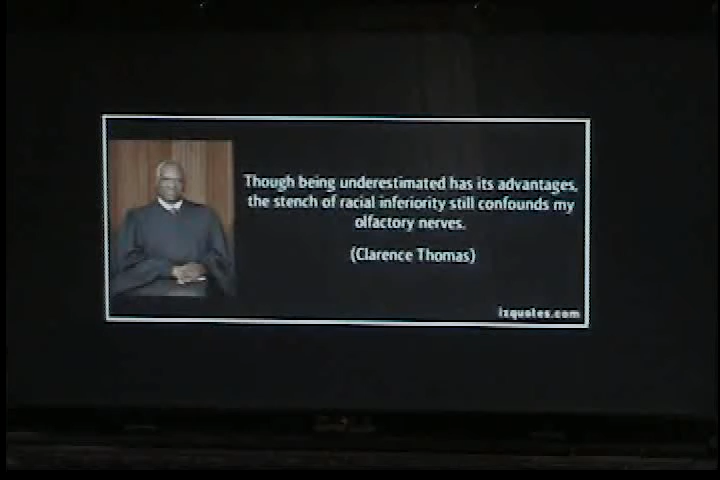 Though being underestimated has its advantages,
the stench of racial inferiority still confounds my
olfactory nerves.
(Clarence Thomas)
izquotes.com